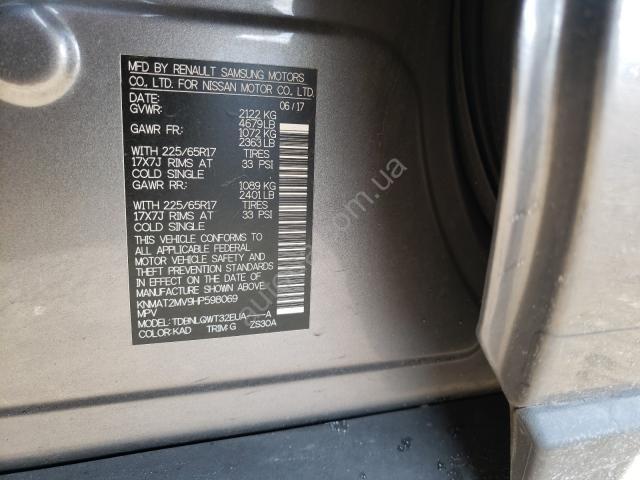 MFD BY RENAULT SAMSUNG MOTORS
CO., LTD. FOR NISSAN MOTOR CO., LTD.
DATE: 06/17
GVWR: 2122 KG
4679 LB
GAWR FR: 1072 KG
2363 LB
WITH 225/65R17 TIRES
17X7J RIMS AT 33 PSI
COLD SINGLE
GAWR RR: 1089 KG
2401 LB
WITH 225/65R17 TIRES
17X7J RIMS AT 33 PSI
COLD SINGLE
THIS VEHICLE CONFORMS TO
ALL APPLICABLE FEDERAL
MOTOR VEHICLE SAFETY AND
THEFT PREVENTION STANDARDS
IN EFFECT ON THE DATE OF
MANUFACTURE SHOWN ABOVE.
KNMAT2MV9HP598069
MPV
MODEL: TDBNLQWT32EUA----A
COLOR:KAD TRIM:G ZS30A